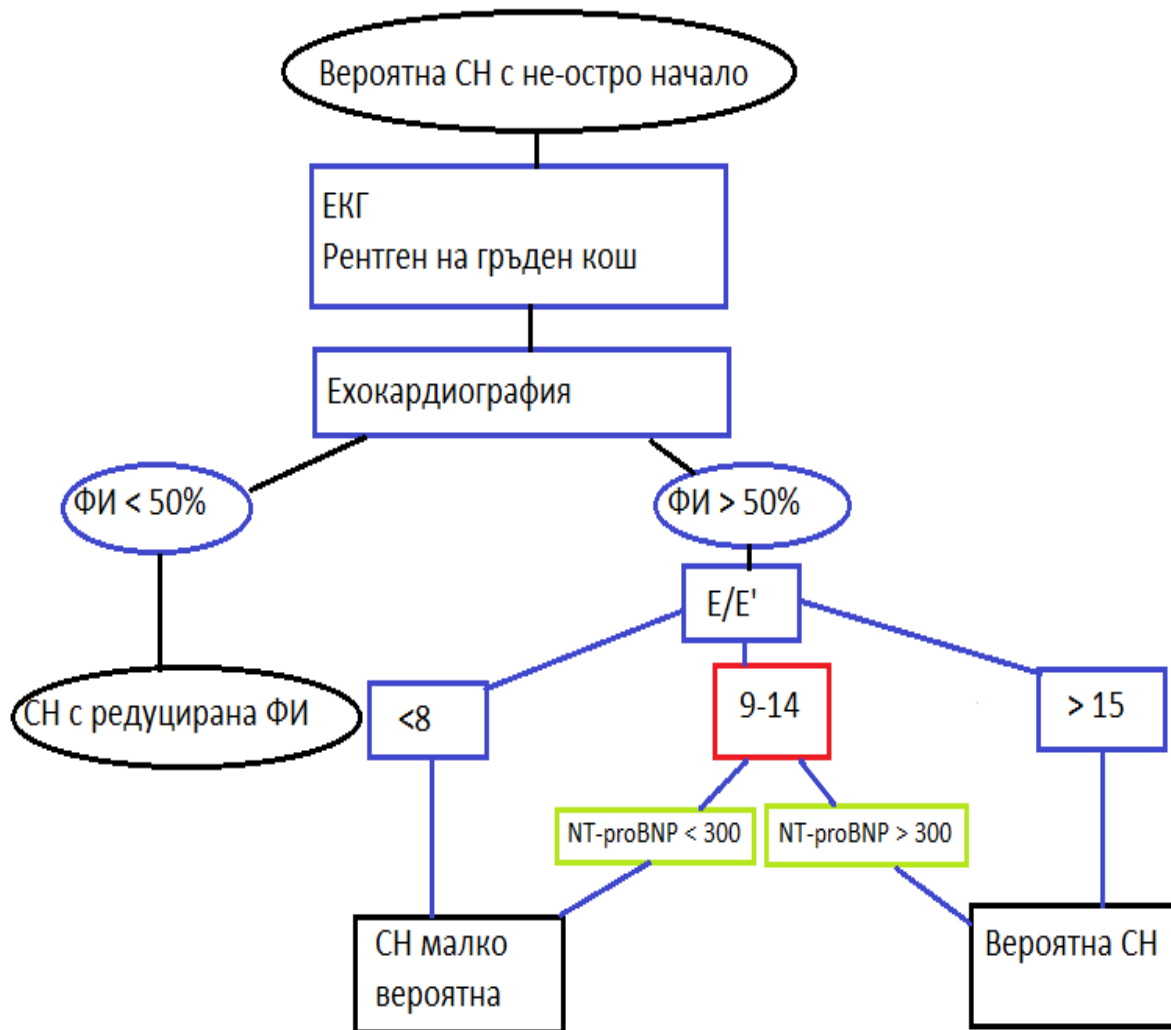 Вероятна СН с не-остро начало
ЕКГ
Рентген на гръден кош
Ехокардиография
ФИ < 50%
ФИ > 50%
E/E'
СН с редуцирана ФИ
<8
9-14
> 15
NT-proBNP < 300
NT-proBNP > 300
СН малко
вероятна
Вероятна СН